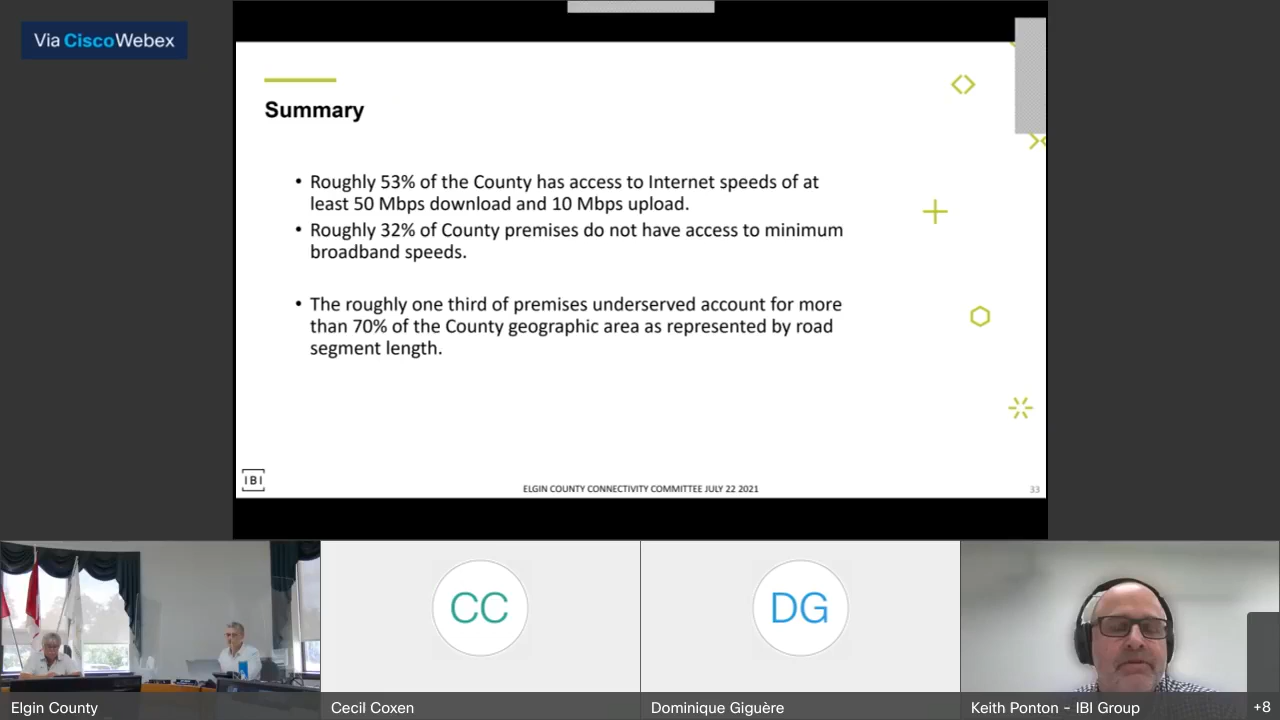 Via CiscoWebex
Summary
• Roughly 53% of the County has access to Internet speeds of at
least 50 Mbps download and 10 Mbps upload.
• Roughly 32% of County premises do not have access to minimum
broadband speeds.
• The roughly one third of premises underserved account for more
than 70% of the County geographic area as represented by road
segment length.
IBI
ELGIN COUNTY CONNECTIVITY COMMITTEE JULY 22 2021
33
CC
DG
Elgin County
Cecil Coxen
Dominique Giguère
Keith Ponton - IBI Group
+8